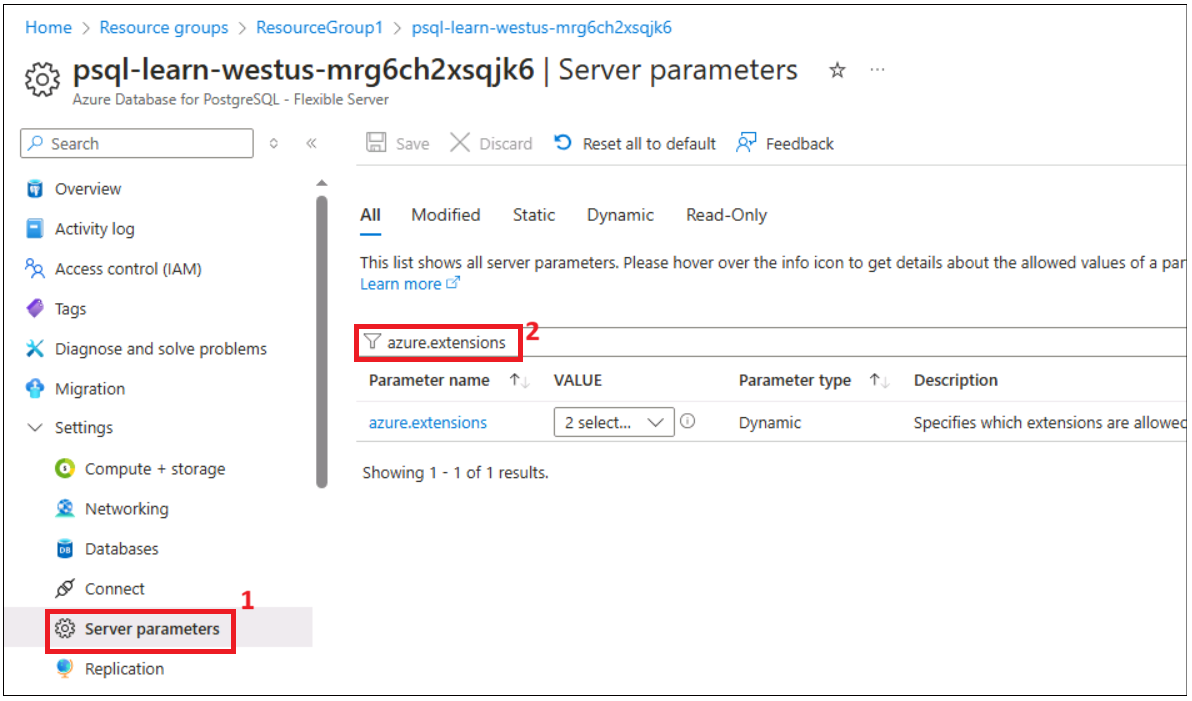 Home > Resource groups > ResourceGroup1 > psql-learn-westus-mrg6ch2xsqjk6
psql-learn-westus-mrg6ch2xsqjk6 | Server parameters ...
Azure Database for PostgreSQL - Flexible Server
Search «
Save Discard Reset all to default Feedback
Overview
Activity log
Access control (IAM)
Tags
Diagnose and solve problems
Migration
Settings
Compute + storage
Networking
Databases
Connect
1
Server parameters
Replication
All Modified Static Dynamic Read-Only
This list shows all server parameters. Please hover over the info icon to get details about the allowed values of a par
Learn more
azure.extensions 2
Parameter name ↑↓ VALUE Parameter type ↑↓ Description
azure.extensions 2 select... Dynamic Specifies which extensions are allowed
Showing 1 - 1 of 1 results.